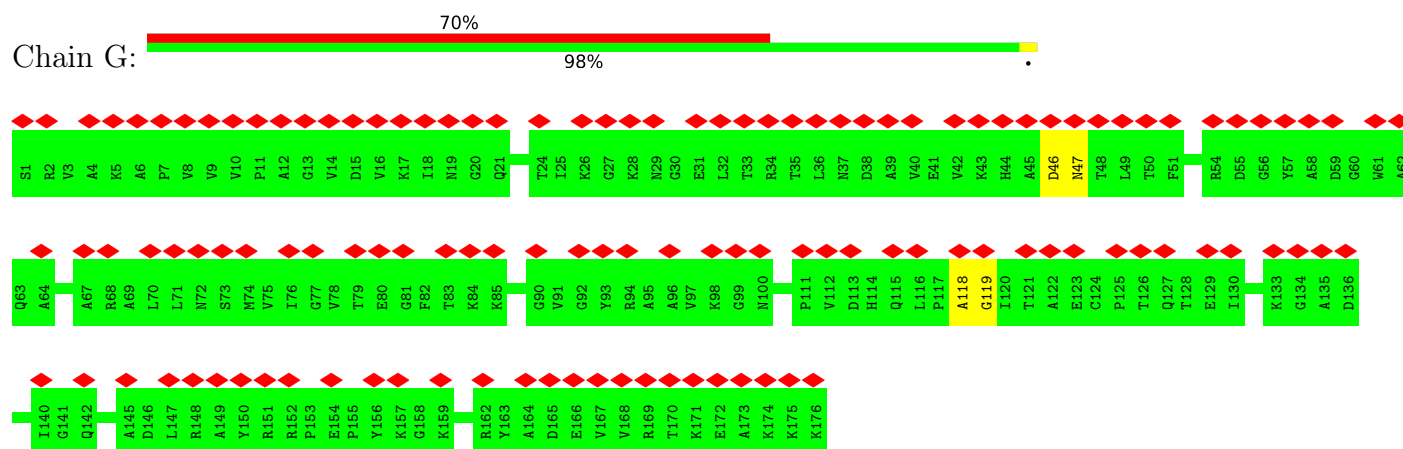 70%
Chain G:
98%
•
S1 R2 V3 A4 K5 A6 P7 V8 V9 V10 P11 A12 G13 V14 D15 V16 K17 I18 N19 G20 Q21 T24 I25 K26 G27 K28 N29 G30 E31 L32 T33 R34 T35 L36 N37 D38 A39 V40 E41 V42 K43 H44 A45 D46 N47 T48 L49 T50 F51 R54 D55 G56 Y57 A58 D59 G60 W61 A62
Q63 A64 A67 R68 A69 L70 L71 N72 S73 M74 V75 I76 G77 V78 T79 E80 G81 F82 T83 K84 K85 G90 V91 G92 Y93 R94 A95 A96 V97 K98 G99 N100 P111 V112 D113 H114 Q115 L116 P117 A118 G119 I120 T121 A122 E123 C124 P125 T126 Q127 T128 E129 I130 K133 G134 A135 D136
I140 G141 Q142 A145 D146 L147 R148 A149 Y150 R151 R152 P153 E154 P155 Y156 K157 G158 K159 R162 Y163 A164 D165 E166 V167 V168 R169 T170 K171 E172 A173 K174 K175 K176